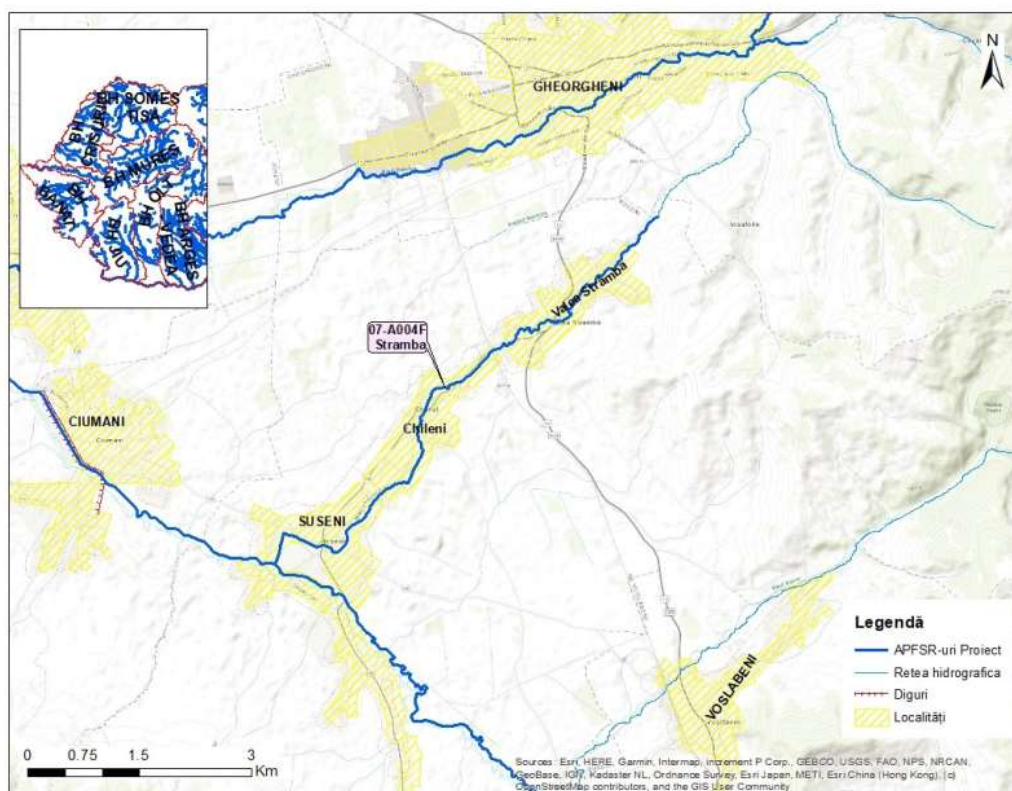 BH SOMES
TISA
BH
CRISURI
BH MURES
BH
BANAT
BH OLT
BH JIU
BH ARGES
VEDEA
N
GHEORGHENI
Valea Stramba
07-A004F
Stramba
CIUMANI
Ciumani
Chileni
SUSENI
VOSLABENI
Legendă
APFSR-uri Proiect
Retea hidrografica
Diguri
Localități
0 0.75 1.5 3
Km
Sources: Esri, HERE, Garmin, Intermap, increment P Corp., GEBCO, USGS, FAO, NPS, NRCAN,
GeoBase, IGN, Kadaster NL, Ordnance Survey, Esri Japan, METI, Esri China (Hong Kong), (c)
OpenStreetMap contributors, and the GIS User Community